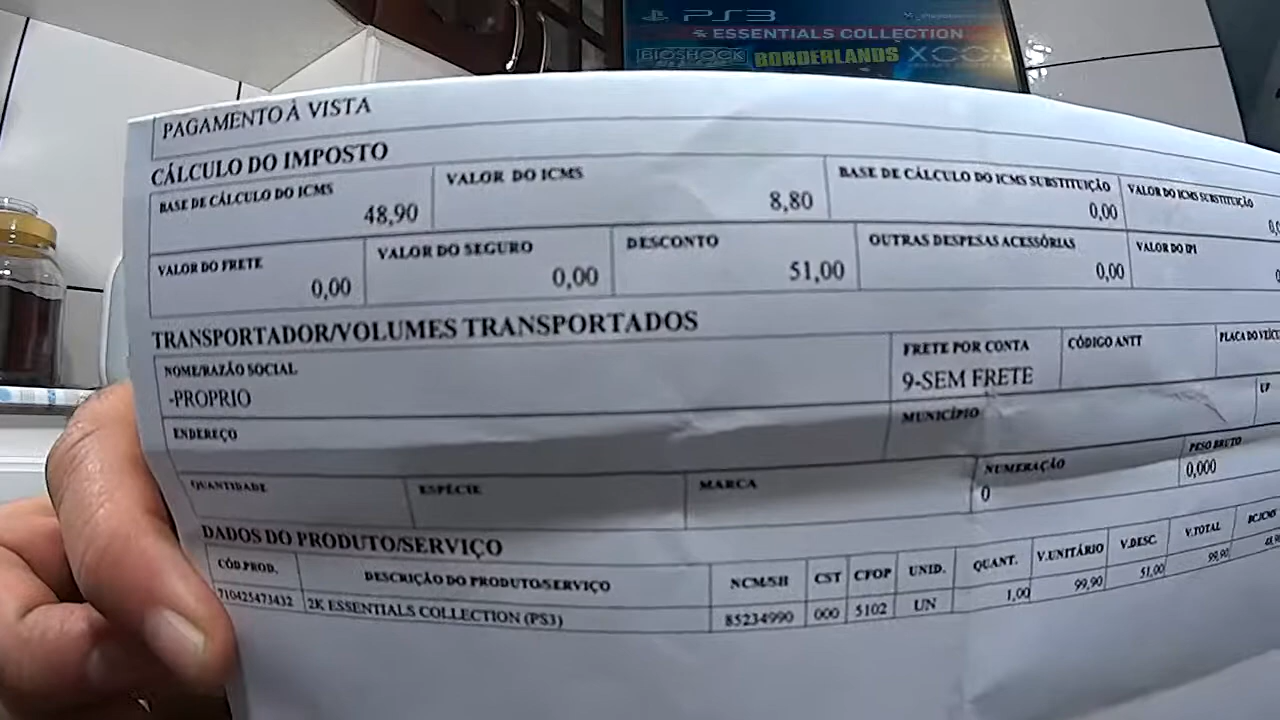 PS3
ESSENTIALS COLLECTION
BIOSHOCK BORDERLANDS XCOM
PAGAMENTO À VISTA
CÁLCULO DO IMPOSTO
BASE DE CÁLCULO DO ICMS VALOR DO ICMS BASE DE CÁLCULO DO ICMS SUBSTITUIÇÃO VALOR DO ICMS SUBSTITUIÇÃO
48,90 8,80 0,00
VALOR DO FRETE VALOR DO SEGURO DESCONTO OUTRAS DESPESAS ACESSÓRIAS VALOR DO IPI
0,00 0,00 51,00 0,00
TRANSPORTADOR/VOLUMES TRANSPORTADOS
NOME/RAZÃO SOCIAL FRETE POR CONTA CÓDIGO ANTT PLACA DO
-PROPRIO 9-SEM FRETE
ENDEREÇO MUNICÍPIO UF
QUANTIDADE ESPÉCIE MARCA NUMERAÇÃO PESO BRUTO
0 0,000
DADOS DO PRODUTO/SERVIÇO
CÓD.PROD. DESCRIÇÃO DO PRODUTO/SERVIÇO NCM/SH CST CFOP UNID. QUANT. V.UNITÁRIO V.DESC. V.TOTAL BC.ICMS
710425473432 2K ESSENTIALS COLLECTION (PS3) 85234990 000 5102 UN 1,00 99,90 51,00 99,90